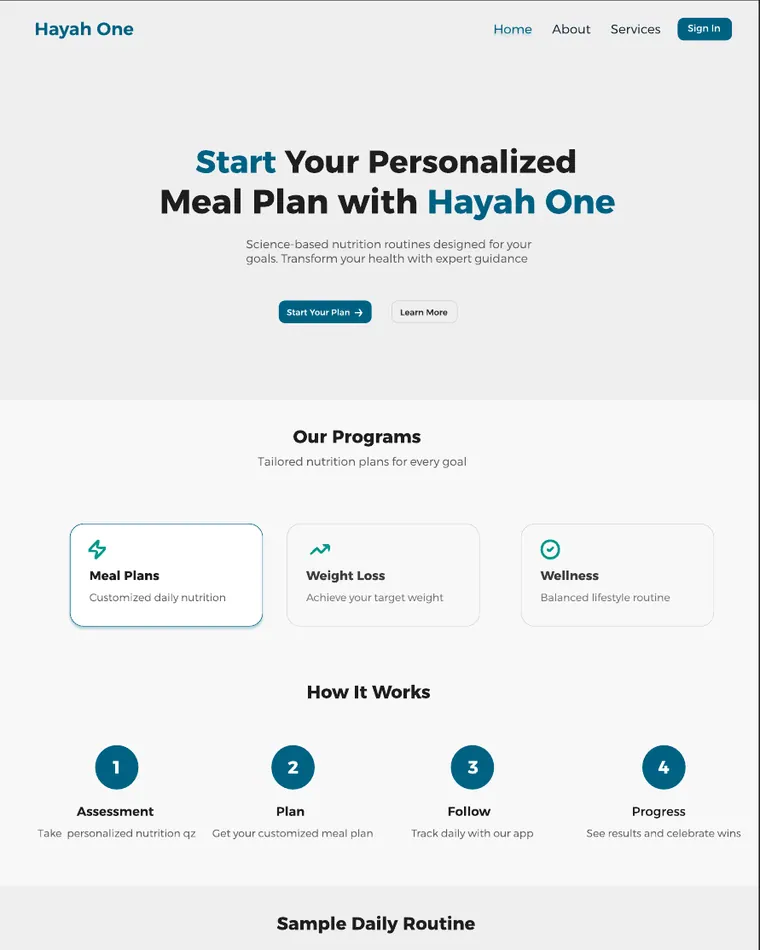 Hayah One
Home
About
Services
Sign In
Start Your Personalized
Meal Plan with Hayah One
Science-based nutrition routines designed for your
goals. Transform your health with expert guidance
Start Your Plan →
Learn More
Our Programs
Tailored nutrition plans for every goal
Meal Plans
Customized daily nutrition
Weight Loss
Achieve your target weight
Wellness
Balanced lifestyle routine
How It Works
1
Assessment
Take personalized nutrition qz
2
Plan
Get your customized meal plan
3
Follow
Track daily with our app
4
Progress
See results and celebrate wins
Sample Daily Routine